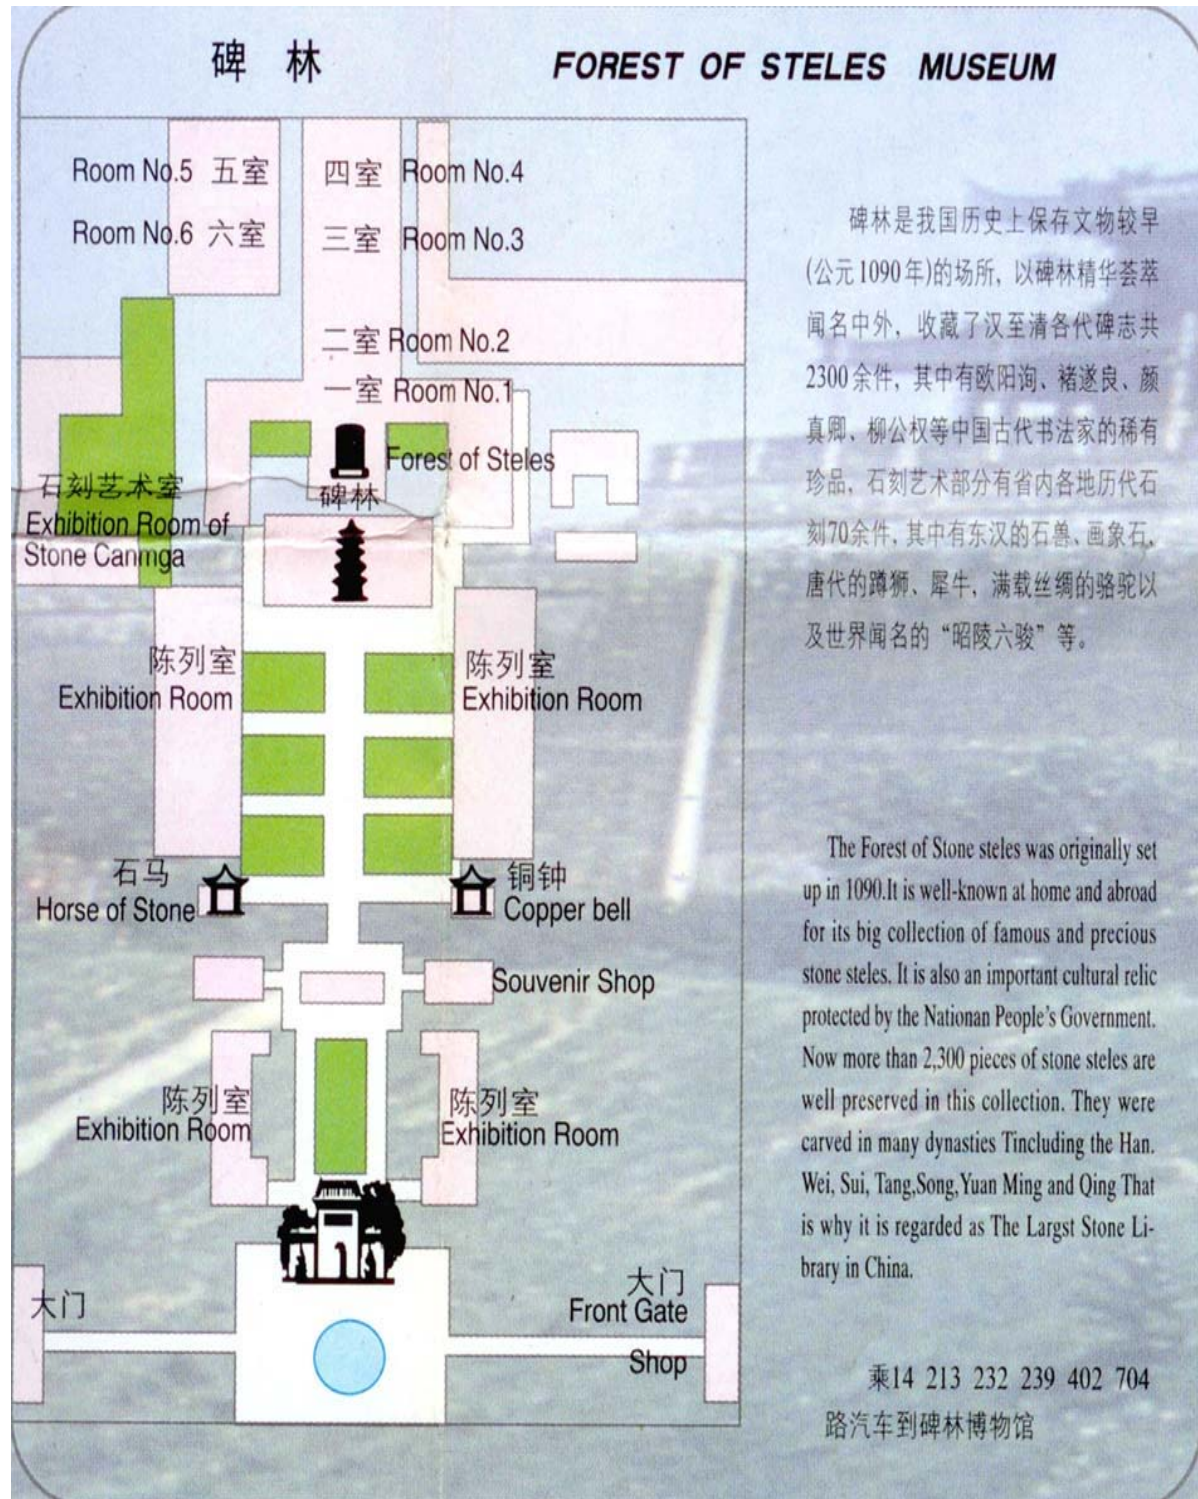 碑 林
FOREST OF STELES MUSEUM
Room No.5 五室
四室 Room No.4
Room No.6 六室
三室 Room No.3
二室 Room No.2
一室 Room No.1
Forest of Steles
碑林
石刻艺术室
Exhibition Room of
Stone Canmga
陈列室
Exhibition Room
陈列室
Exhibition Room
石马
Horse of Stone
铜钟
Copper bell
Souvenir Shop
陈列室
Exhibition Room
陈列室
Exhibition Room
大门
大门
Front Gate
Shop
碑林是我国历史上保存文物较早
(公元1090年)的场所，以碑林精华荟萃
闻名中外，收藏了汉至清各代碑志共
2300余件，其中有欧阳询、褚遂良、颜
真卿、柳公权等中国古代书法家的稀有
珍品，石刻艺术部分有省内各地历代石
刻70余件，其中有东汉的石兽、画象石，
唐代的蹲狮、犀牛，满载丝绸的骆驼以
及世界闻名的“昭陵六骏”等。
The Forest of Stone steles was originally set
up in 1090.It is well-known at home and abroad
for its big collection of famous and precious
stone steles. It is also an important cultural relic
protected by the Nationan People's Government.
Now more than 2,300 pieces of stone steles are
well preserved in this collection. They were
carved in many dynasties Tincluding the Han.
Wei, Sui, Tang,Song,Yuan Ming and Qing That
is why it is regarded as The Largst Stone Li-
brary in China.
乘14 213 232 239 402 704
路汽车到碑林博物馆